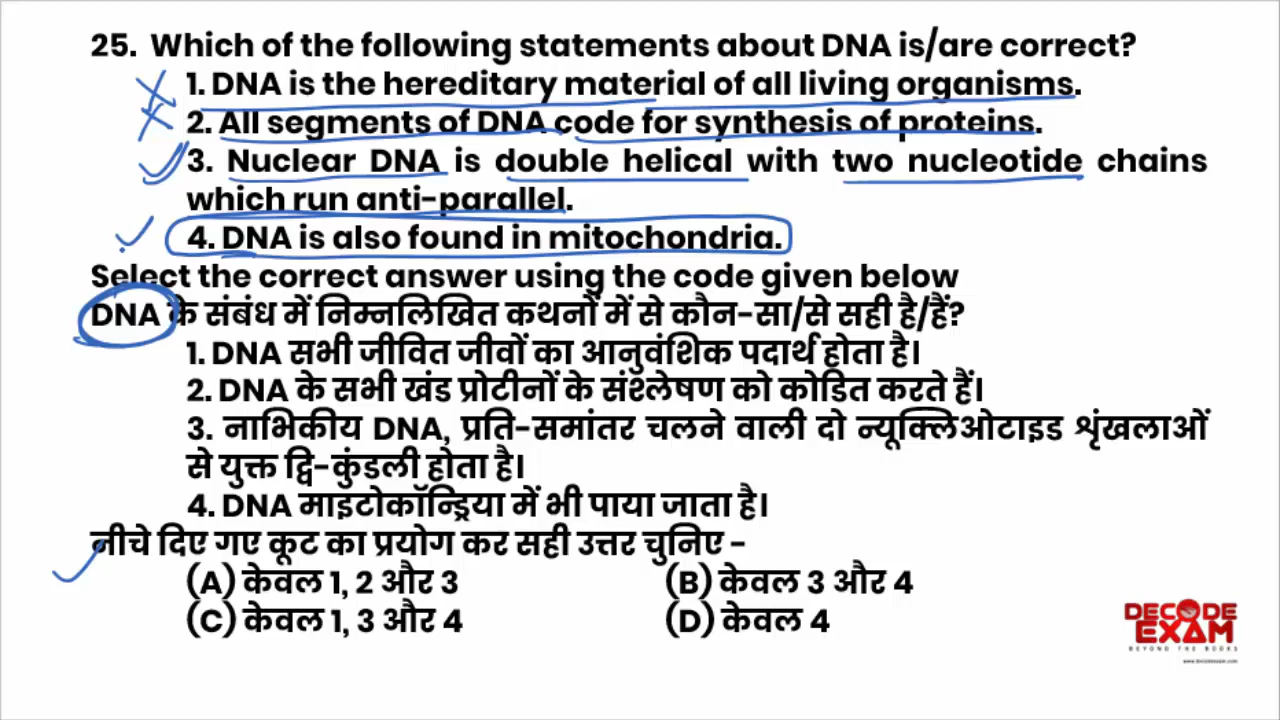 25. Which of the following statements about DNA is/are correct?
1. DNA is the hereditary material of all living organisms.
2. All segments of DNA code for synthesis of proteins.
3. Nuclear DNA is double helical with two nucleotide chains
which run anti-parallel.
4. DNA is also found in mitochondria.
Select the correct answer using the code given below
DNA के संबंध में निम्नलिखित कथनों में से कौन-सा/से सही है/हैं?
1. DNA सभी जीवित जीवों का आनुवंशिक पदार्थ होता है।
2. DNA के सभी खंड प्रोटीनों के संश्लेषण को कोडित करते हैं।
3. नाभिकीय DNA, प्रति-समांतर चलने वाली दो न्यूक्लिओटाइड शृंखलाओं
से युक्त द्वि-कुंडली होता है।
4. DNA माइटोकॉन्ड्रिया में भी पाया जाता है।
नीचे दिए गए कूट का प्रयोग कर सही उत्तर चुनिए -
(A) केवल 1, 2 और 3 (B) केवल 3 और 4
(C) केवल 1, 3 और 4 (D) केवल 4
DECODE
EXAM
BEYOND THE BOOKS
www.decodeexam.com